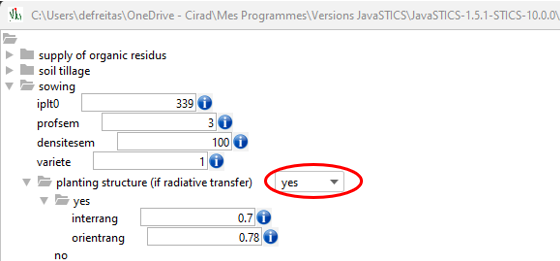 C:\Users\defreitas\OneDrive - Cirad\Mes Programmes\Versions JavaSTICS\JavaSTICS-1.5.1-STICS-10.0.0\
supply of organic residus
soil tillage
sowing
iplt0 339
profsem 3
densitesem 100
variete 1
planting structure (if radiative transfer) yes
yes
interrang 0.7
orientrang 0.78
no